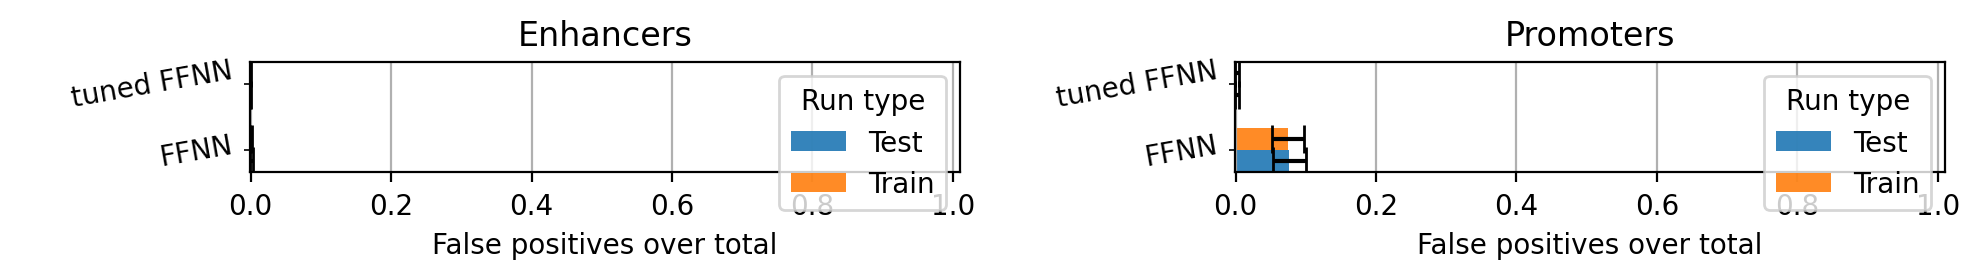 Enhancers
tuned FFNN
FFNN
Run type
Test
Train
0.0 0.2 0.4 0.6 0.8 1.0
False positives over total
Promoters
tuned FFNN
FFNN
Run type
Test
Train
0.0 0.2 0.4 0.6 0.8 1.0
False positives over total